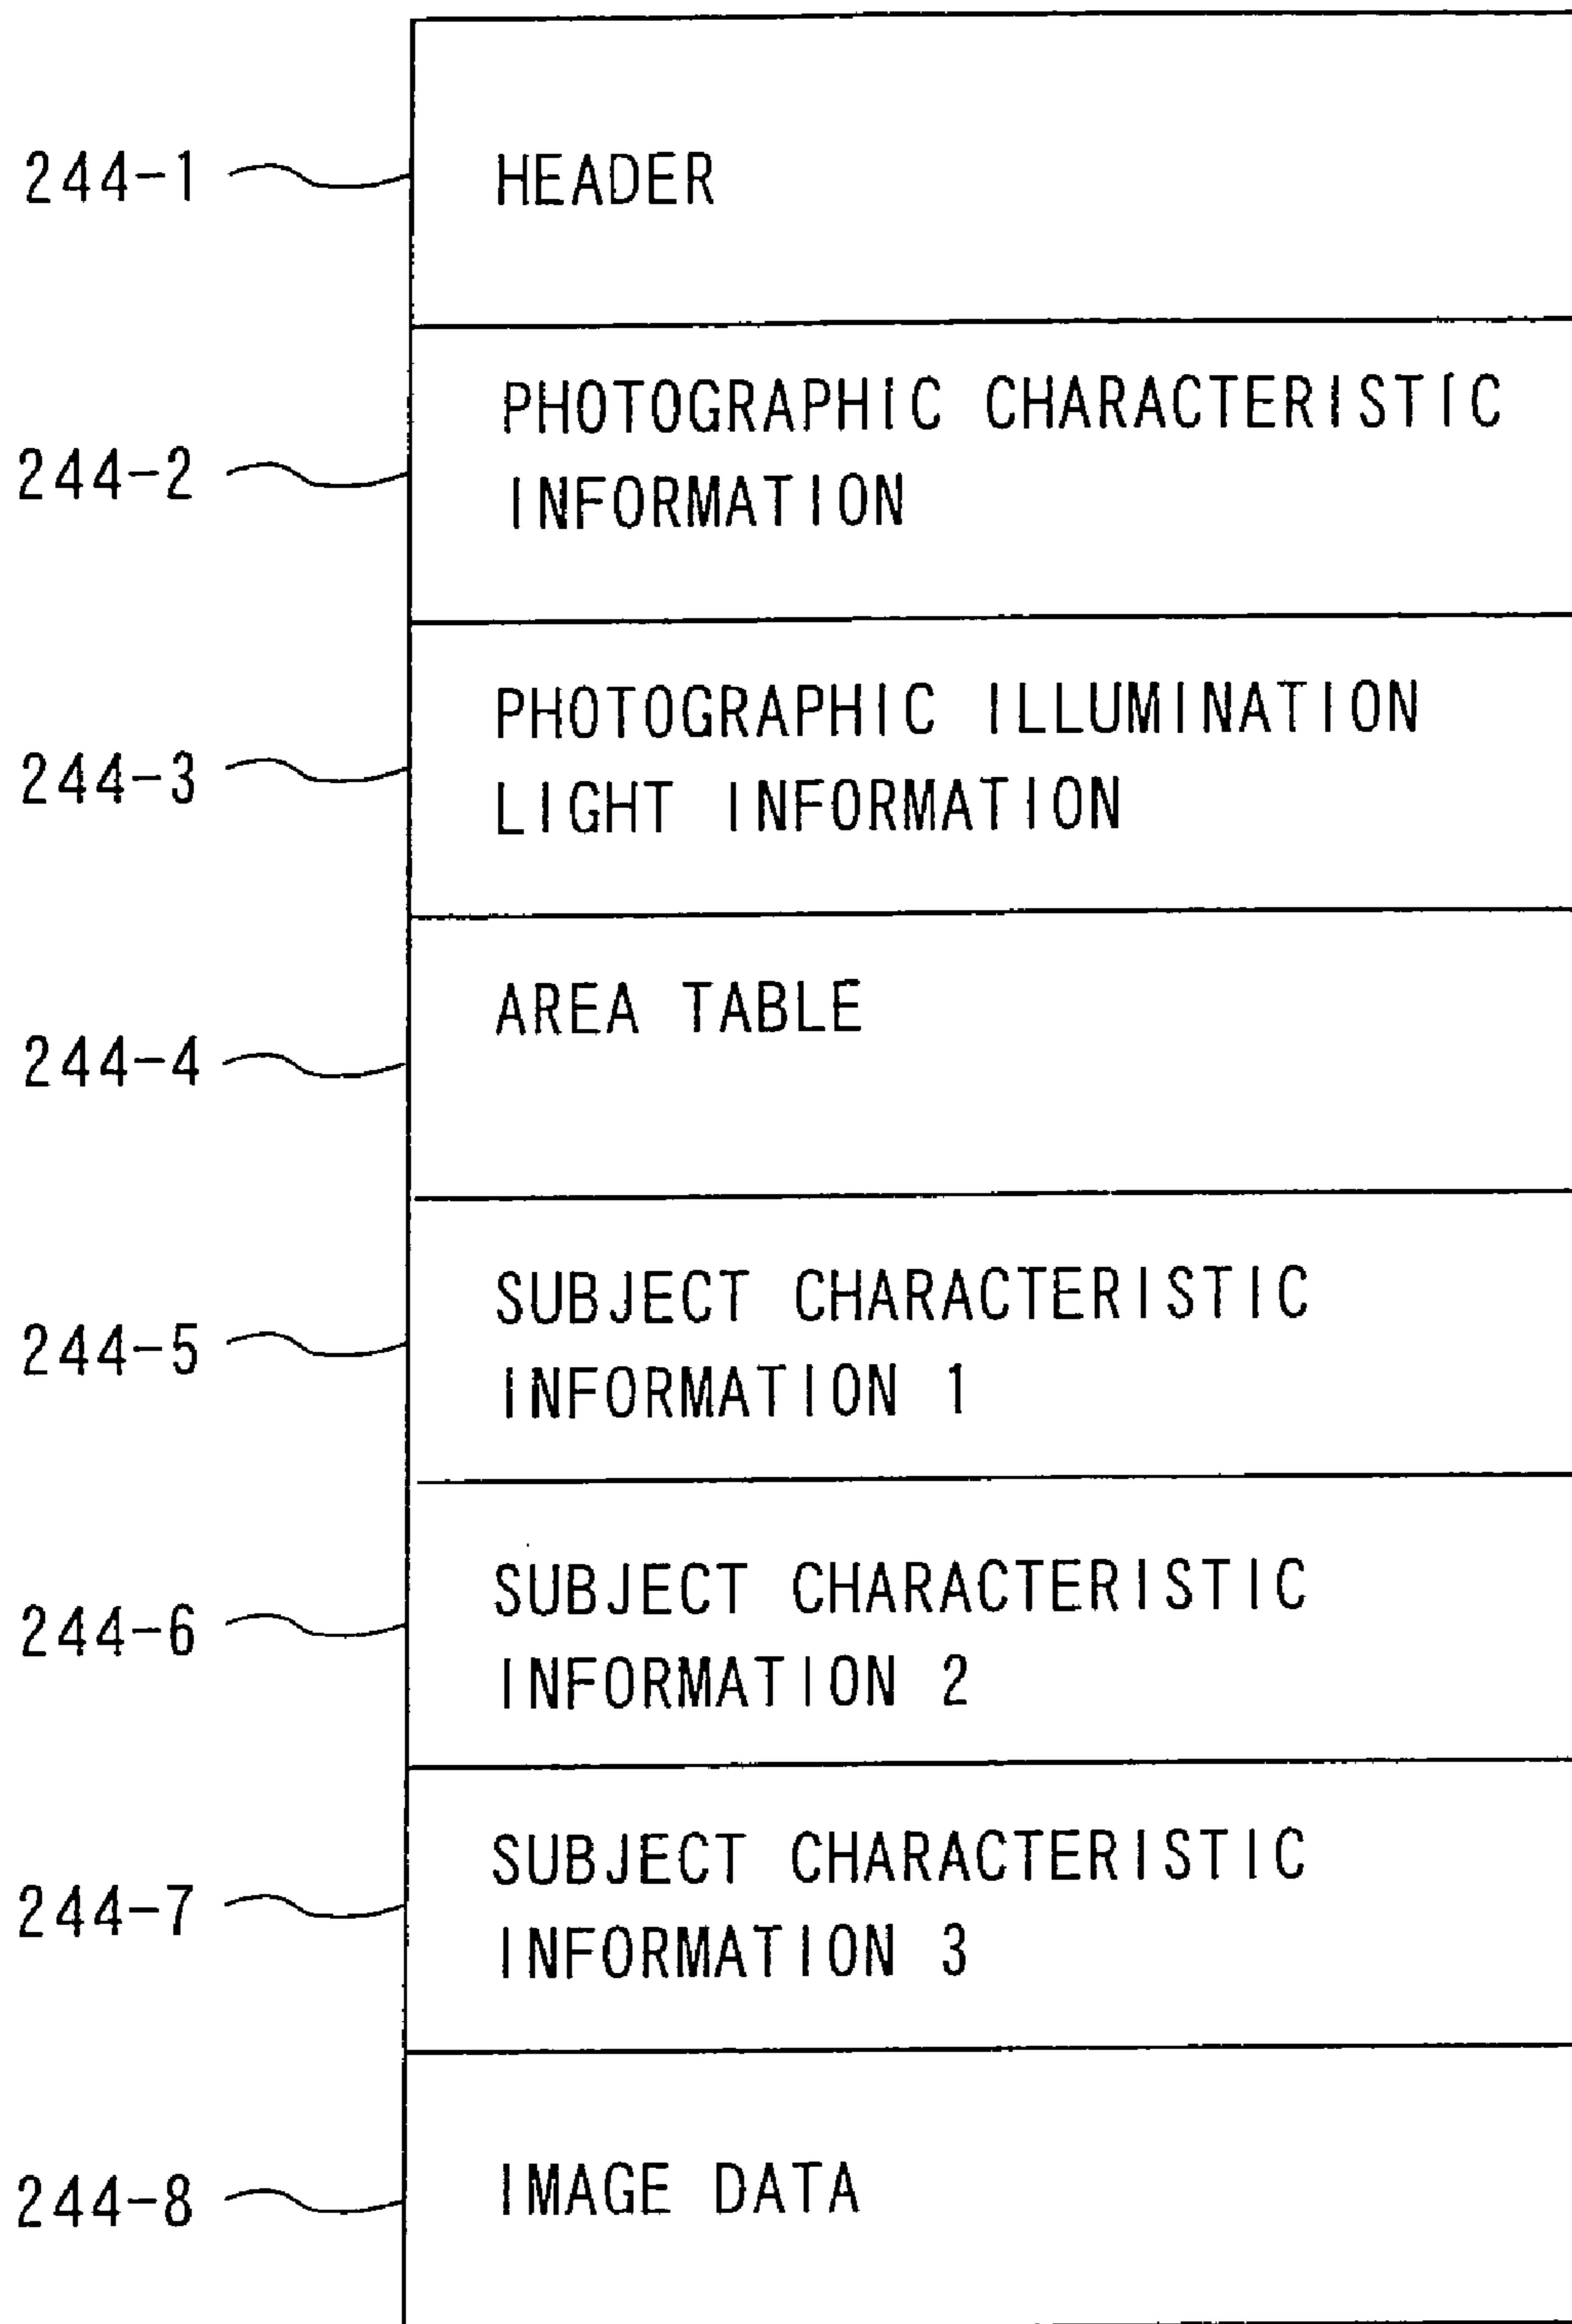 244-1 HEADER
PHOTOGRAPHIC CHARACTERISTIC
244-2
INFORMATION
PHOTOGRAPHIC ILLUMINATION
244-3
LIGHT INFORMATION
AREA TABLE
244-4
SUBJECT CHARACTERISTIC
244-5
INFORMATION 1
SUBJECT CHARACTERISTIC
244-6
INFORMATION 2
SUBJECT CHARACTERISTIC
244-7
INFORMATION 3
244-8 IMAGE DATA